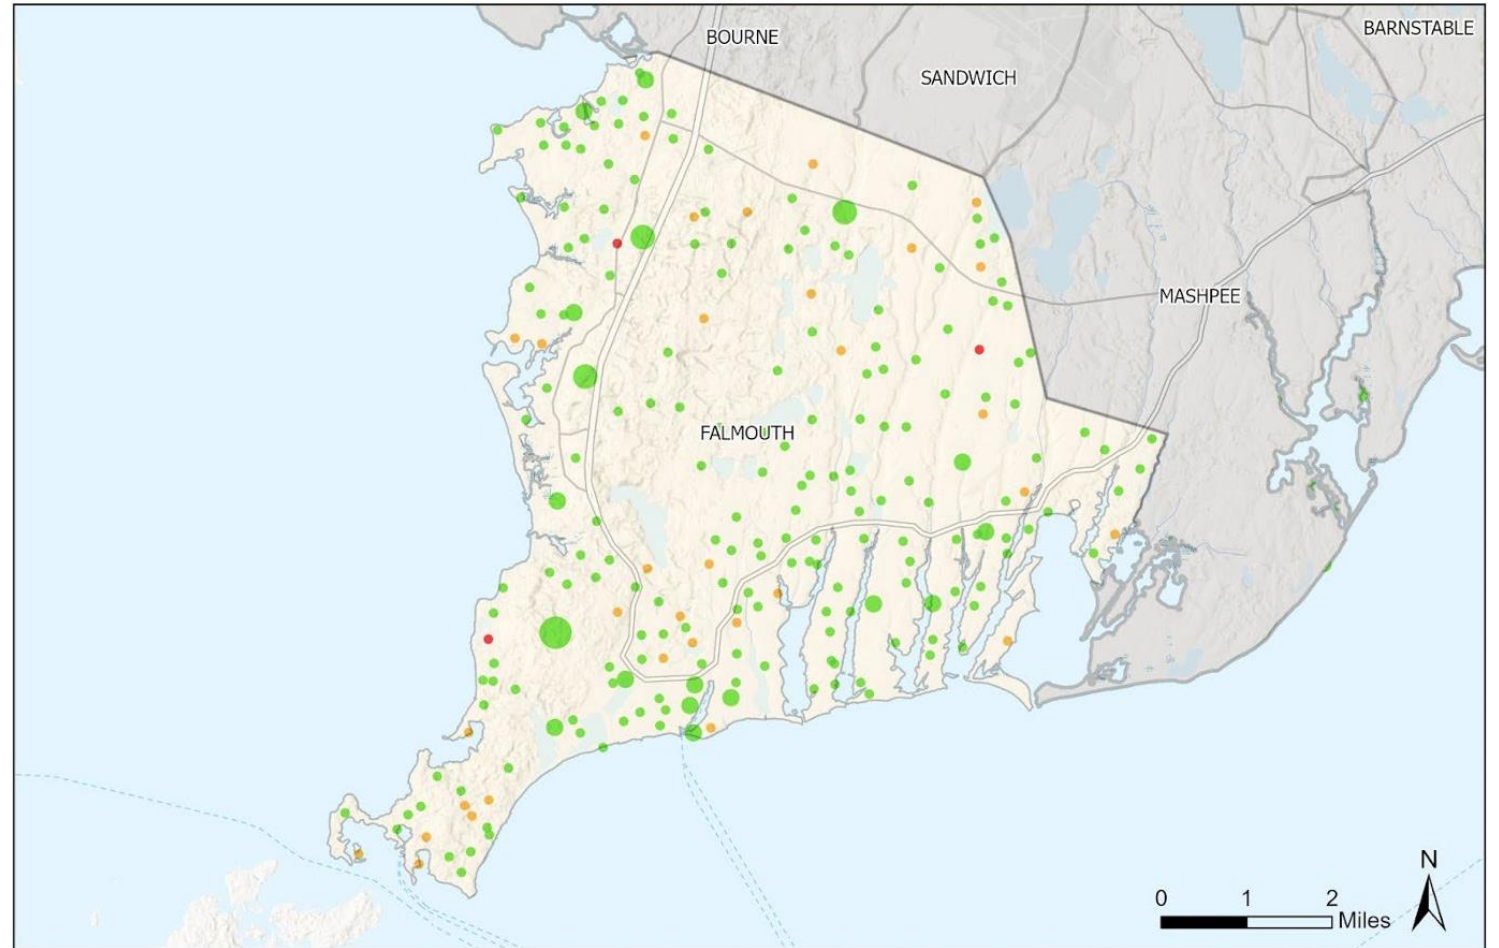 BARNSTABLE
BOURNE
SANDWICH
MASHPEE
FALMOUTH
N
0 1 2
Miles